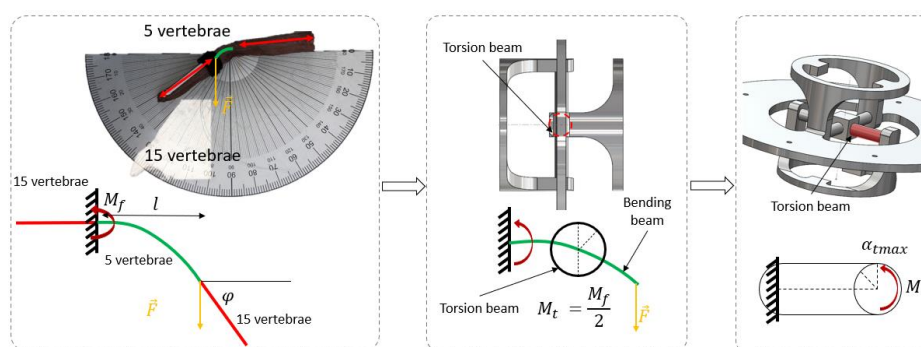 5 vertebrae
F
15 vertebrae
15 vertebrae
M_f
l
5 vertebrae
F
φ
15 vertebrae
Torsion beam
Bending beam
Torsion beam
M_t = M_f / 2
F
Torsion beam
α_tmax
M